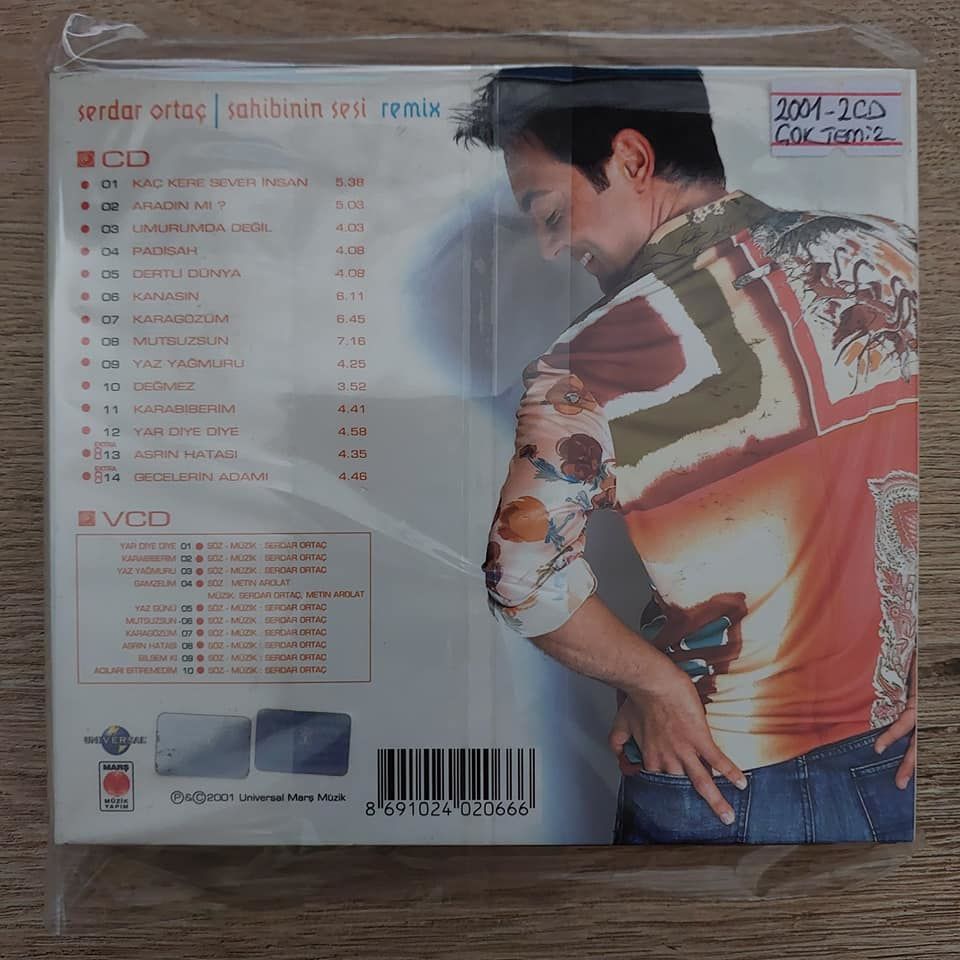 serdar ortaç | sahibinin sesi remix
2001-2CD
ÇOK TEMİZ
CD
01 KAÇ KERE SEVER İNSAN 5.38
02 ARADIN MI ? 5.03
03 UMURUMDA DEĞİL 4.03
04 PADİŞAH 4.08
05 DERTLİ DÜNYA 4.08
06 KANASIN 6.11
07 KARAGÖZÜM 6.45
08 MUTSUZSUN 7.16
09 YAZ YAĞMURU 4.25
10 DEĞMEZ 3.52
11 KARABİBERİM 4.41
12 YAR DİYE DİYE 4.58
EXTRA 13 ASRIN HATASI 4.35
EXTRA 14 GECELERİN ADAMI 4.46
VCD
YAR DİYE DİYE 01 SÖZ - MÜZİK : SERDAR ORTAÇ
KARABİBERİM 02 SÖZ - MÜZİK : SERDAR ORTAÇ
YAZ YAĞMURU 03 SÖZ - MÜZİK : SERDAR ORTAÇ
GAMZELİM 04 SÖZ : METİN AROLAT
MÜZİK: SERDAR ORTAÇ, METİN AROLAT
YAZ GÜNÜ 05 SÖZ - MÜZİK : SERDAR ORTAÇ
MUTSUZSUN 06 SÖZ - MÜZİK : SERDAR ORTAÇ
KARAGÖZÜM 07 SÖZ - MÜZİK : SERDAR ORTAÇ
ASRIN HATASI 08 SÖZ - MÜZİK : SERDAR ORTAÇ
BİLSEM Kİ 09 SÖZ - MÜZİK : SERDAR ORTAÇ
ACILARI BİTİREMEDİM 10 SÖZ - MÜZİK : SERDAR ORTAÇ
UNIVERSAL
MARŞ
MÜZİK
YAPIM
℗&©2001 Universal Marş Müzik
8 691024 020666